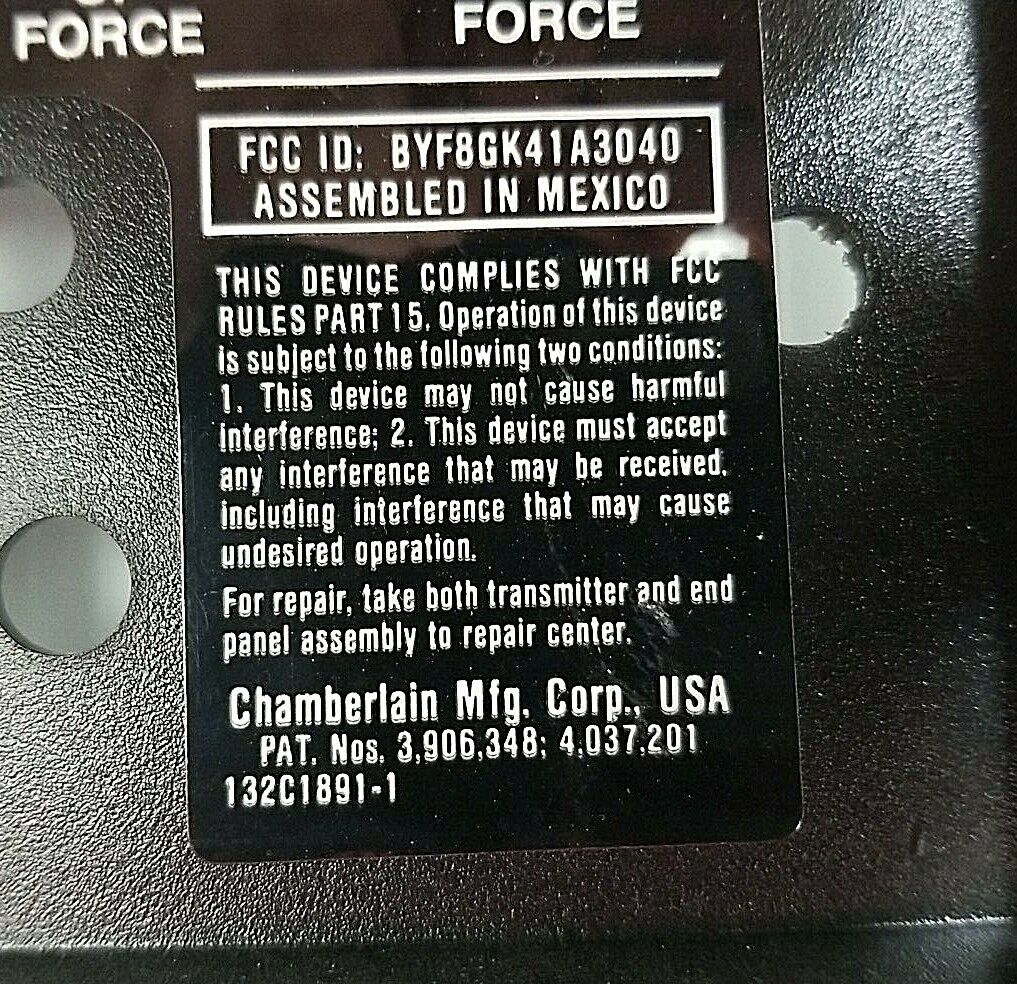 FORCE
FORCE
FCC ID: BYF8GK41A3040
ASSEMBLED IN MEXICO
THIS DEVICE COMPLIES WITH FCC
RULES PART 15. Operation of this device
is subject to the following two conditions:
1. This device may not cause harmful
interference; 2. This device must accept
any interference that may be received,
including interference that may cause
undesired operation.
For repair, take both transmitter and end
panel assembly to repair center.
Chamberlain Mfg. Corp., USA
PAT. Nos. 3,906,348; 4,037,201
132C1891-1